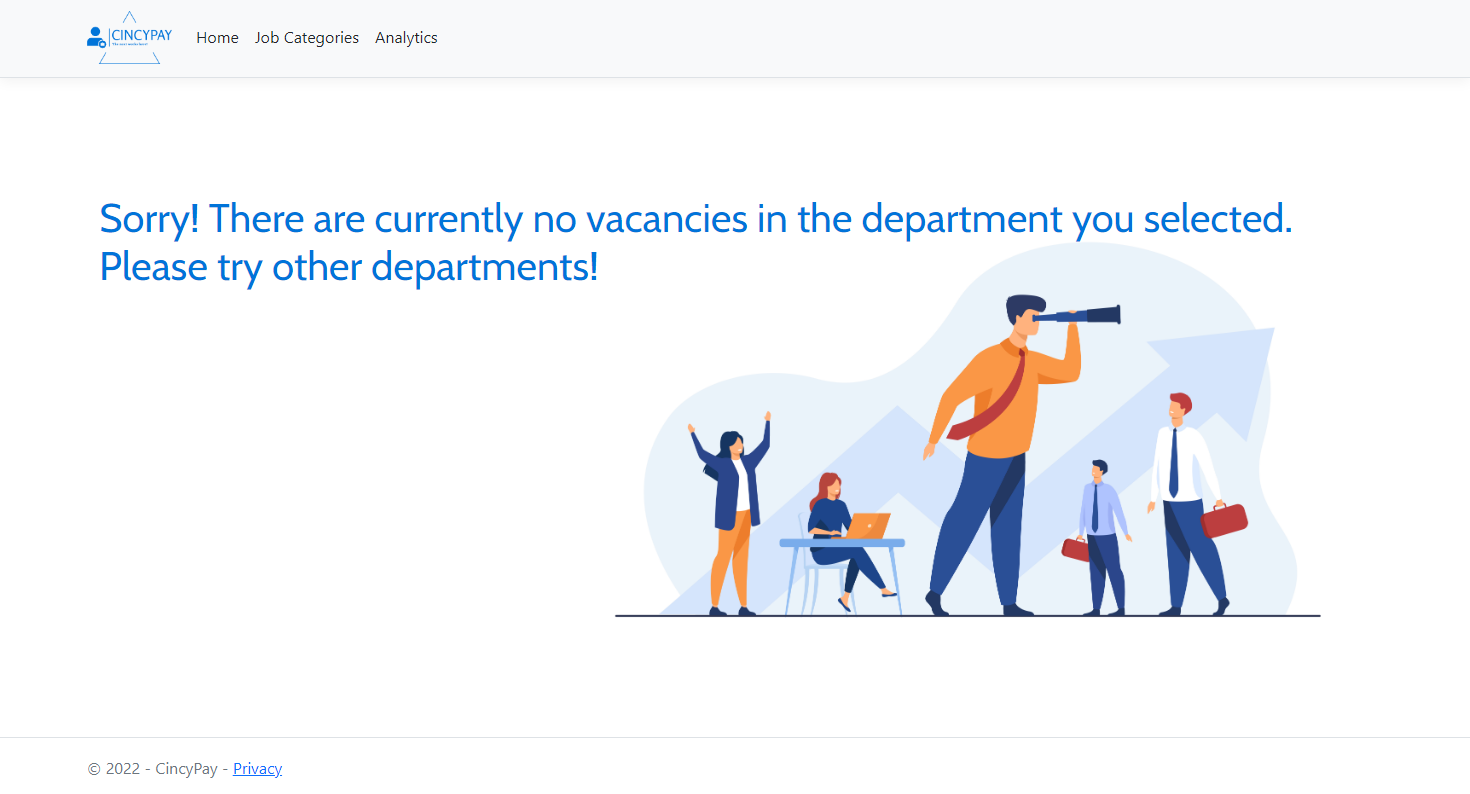 CINCYPAY
Home Job Categories Analytics
Sorry! There are currently no vacancies in the department you selected.
Please try other departments!
© 2022 - CincyPay - Privacy